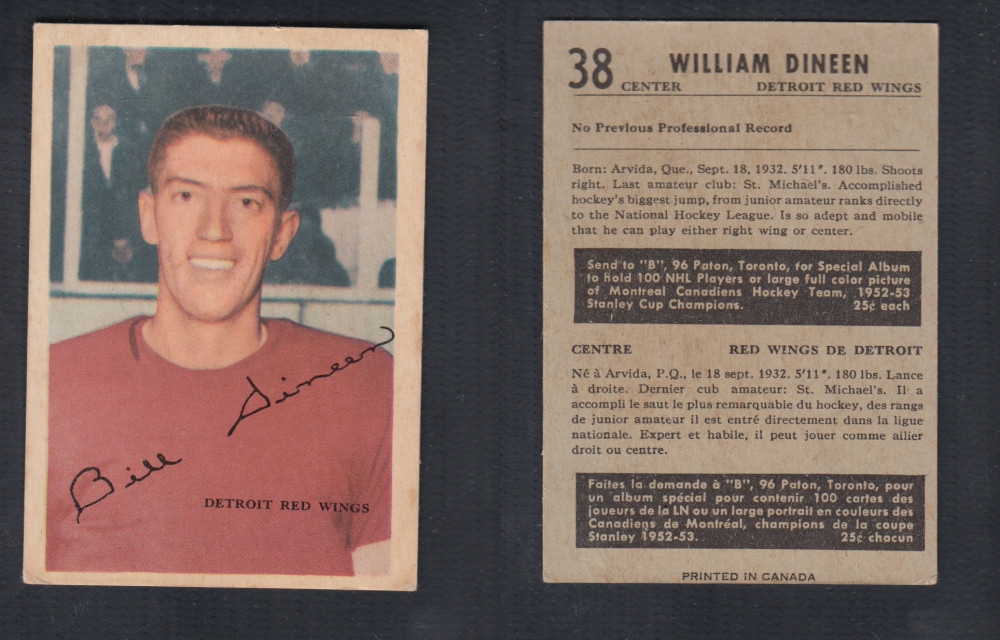 Bill Dineen
DETROIT RED WINGS
38 WILLIAM DINEEN
CENTER DETROIT RED WINGS
No Previous Professional Record
Born: Arvida, Que., Sept. 18, 1932. 5'11". 180 lbs. Shoots
right. Last amateur club: St. Michael's. Accomplished
hockey's biggest jump, from junior amateur ranks directly
to the National Hockey League. Is so adept and mobile
that he can play either right wing or center.
Send to "B", 96 Paton, Toronto, for Special Album
to Hold 100 NHL Players or large full color picture
of Montreal Canadiens Hockey Team, 1952-53
Stanley Cup Champions. 25¢ each
CENTRE RED WINGS DE DETROIT
Né à Arvida, P.Q., le 18 sept. 1932. 5'11". 180 lbs. Lance
à droite. Dernier cub amateur: St. Michael's. Il a
accompli le saut le plus remarquable du hockey, des rangs
de junior amateur il est entré directement dans la ligue
nationale. Expert et habile, il peut jouer comme ailier
droit ou centre.
Faites la demande à "B", 96 Paton, Toronto, pour
un album spécial pour contenir 100 cartes des
joueurs de la LN ou un large portrait en couleurs des
Canadiens de Montréal, champions de la coupe
Stanley 1952-53. 25¢ chacun
PRINTED IN CANADA